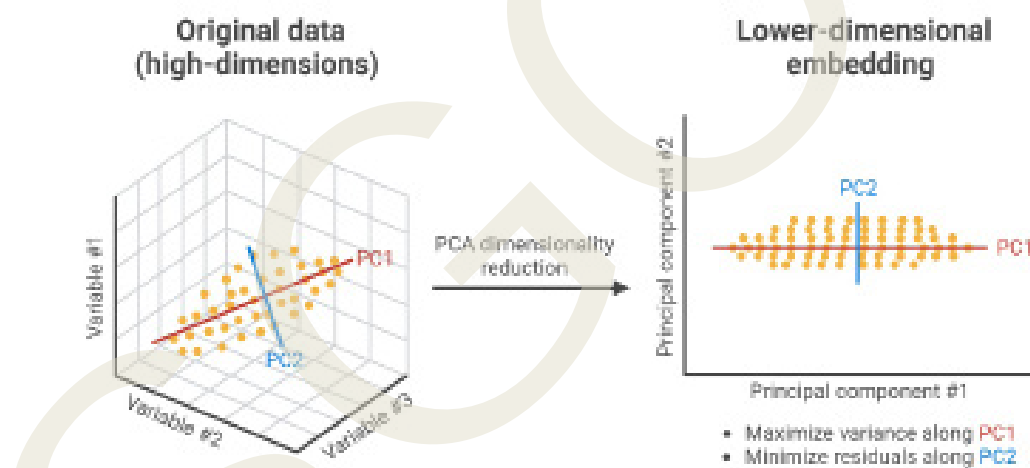 Original data
(high-dimensions)
Lower-dimensional
embedding
Variable #1
Variable #2
Variable #3
PC1
PC2
PCA dimensionality
reduction
Principal component #2
PC2
PC1
Principal component #1
• Maximize variance along PC1
• Minimize residuals along PC2